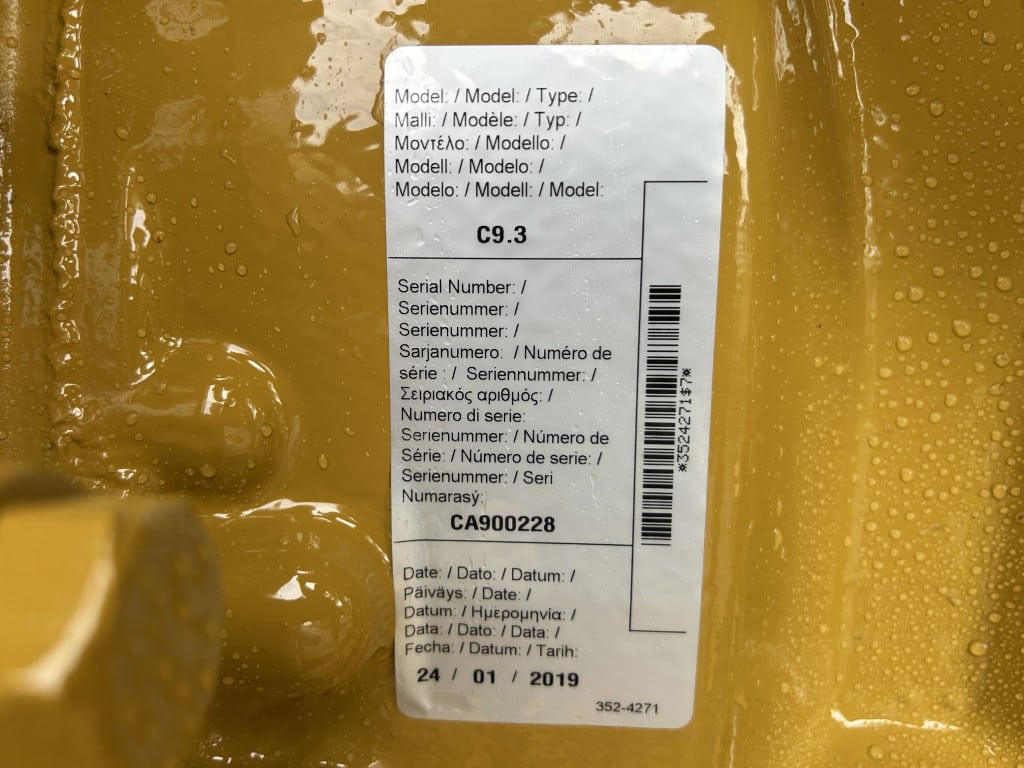 Model: / Model: / Type: /
Malli: / Modèle: / Typ: /
Μοντέλο: / Modello: /
Modell: / Modelo: /
Modelo: / Modell: / Model:
C9.3
Serial Number: /
Serienummer: /
Serienummer: /
Sarjanumero: / Numéro de
série : / Seriennummer: /
Σειριακός αριθμός: /
Numero di serie:
Serienummer: / Número de
Série: / Número de serie: /
Serienummer: / Seri
Numarasý:
CA900228
Date: / Dato: / Datum: /
Päiväys: / Date: /
Datum: / Ημερομηνία: /
Data: / Dato: / Data: /
Fecha: / Datum: / Tarih:
24 / 01 / 2019
352-4271
*3524271$7*